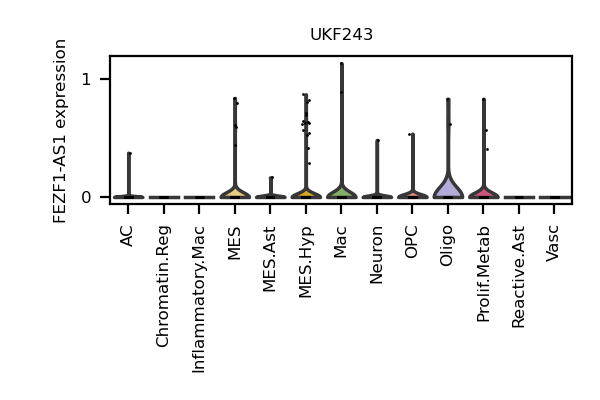 UKF243
FEZF1-AS1 expression
1
0
AC
Chromatin.Reg
Inflammatory.Mac
MES
MES.Ast
MES.Hyp
Mac
Neuron
OPC
Oligo
Prolif.Metab
Reactive.Ast
Vasc